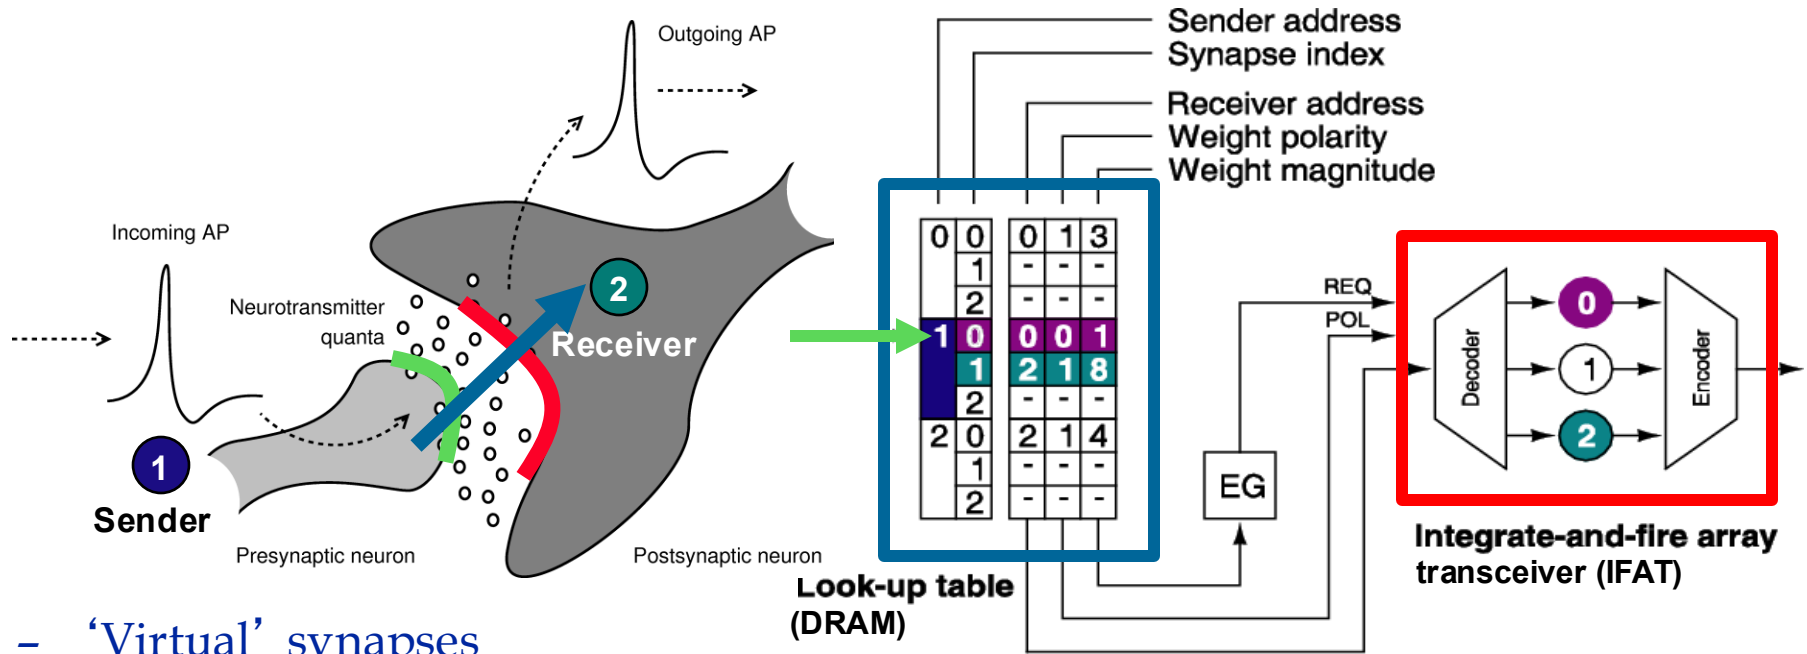 Outgoing AP
Incoming AP
Neurotransmitter
quanta
2
Receiver
1
Sender
Presynaptic neuron
Postsynaptic neuron
– ‘Virtual’ synapses
Sender address
Synapse index
Receiver address
Weight polarity
Weight magnitude
0 0 0 1 3
1 - - -
2 - - -
1 0 0 0 1
1 2 1 8
2 - - -
2 0 2 1 4
1 - - -
2 - - -
Look-up table
(DRAM)
EG
REQ
POL
Decoder
0
1
2
Encoder
Integrate-and-fire array
transceiver (IFAT)